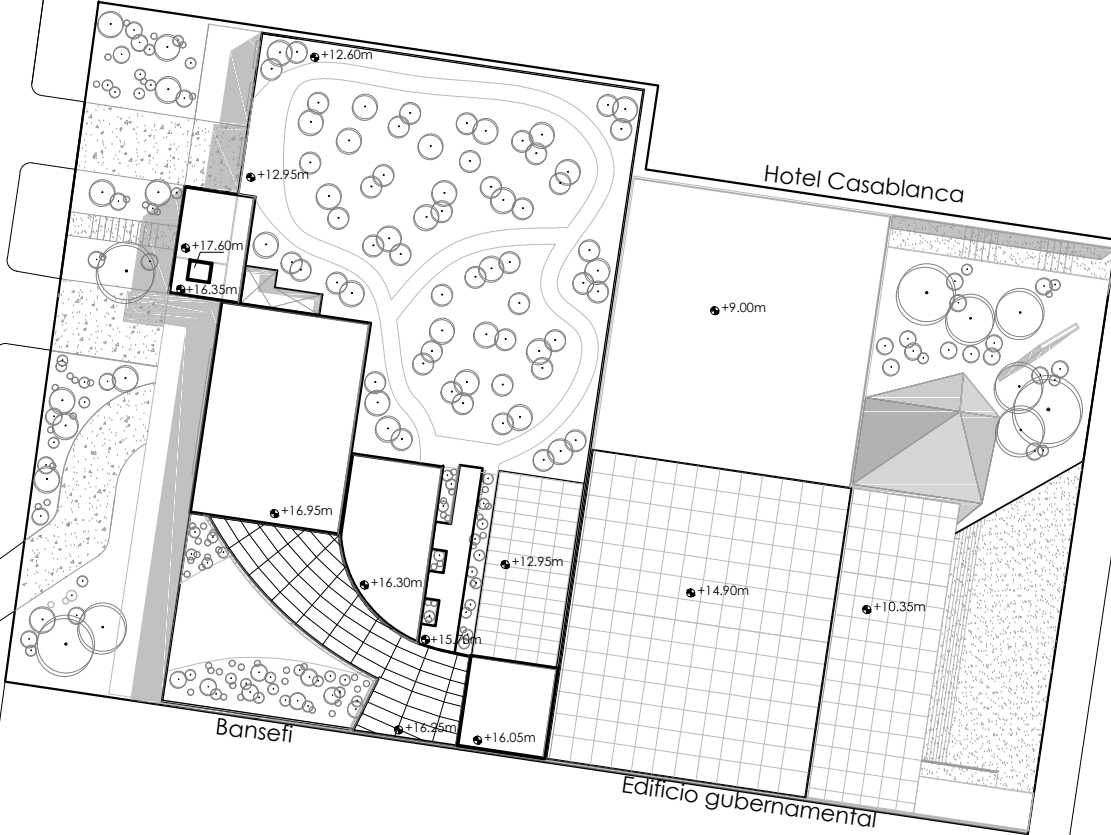 +12.60m
Hotel Casablanca
+12.95m
+17.60m
+16.35m
+9.00m
+16.95m
+12.95m
+16.30m
+14.90m
+10.35m
+15.70m
+16.25m
+16.05m
Bansefi
Edificio gubernamental